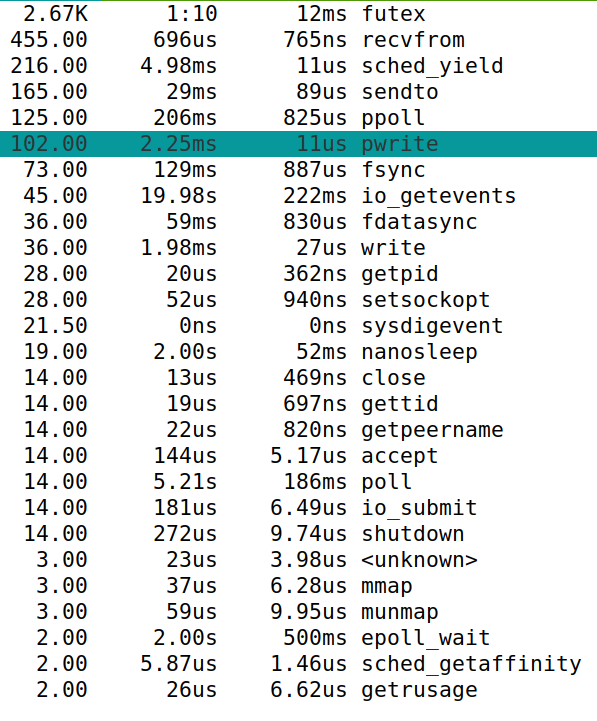 2.67K 1:10 12ms futex
455.00 696us 765ns recvfrom
216.00 4.98ms 11us sched_yield
165.00 29ms 89us sendto
125.00 206ms 825us ppoll
102.00 2.25ms 11us pwrite
73.00 129ms 887us fsync
45.00 19.98s 222ms io_getevents
36.00 59ms 830us fdatasync
36.00 1.98ms 27us write
28.00 20us 362ns getpid
28.00 52us 940ns setsockopt
21.50 0ns 0ns sysdigevent
19.00 2.00s 52ms nanosleep
14.00 13us 469ns close
14.00 19us 697ns gettid
14.00 22us 820ns getpeername
14.00 144us 5.17us accept
14.00 5.21s 186ms poll
14.00 181us 6.49us io_submit
14.00 272us 9.74us shutdown
3.00 23us 3.98us <unknown>
3.00 37us 6.28us mmap
3.00 59us 9.95us munmap
2.00 2.00s 500ms epoll_wait
2.00 5.87us 1.46us sched_getaffinity
2.00 26us 6.62us getrusage